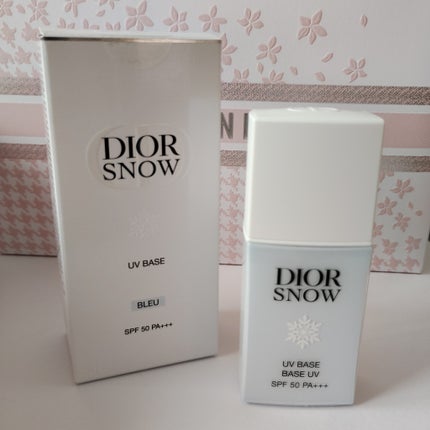 DIOR
SNOW
UV BASE
BLEU
SPF 50 PA+++
DIOR
SNOW
UV BASE
BASE UV
SPF 50 PA+++